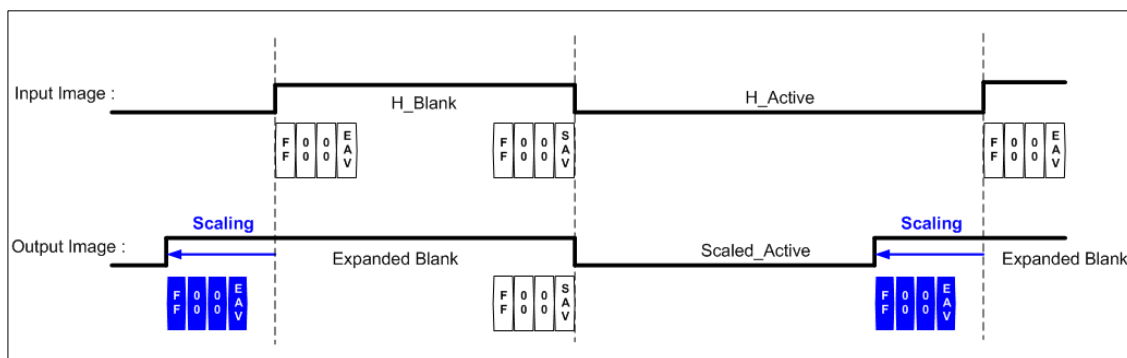 Input Image :
H_Blank
H_Active
FF 00 00 EAV
FF 00 00 SAV
FF 00 00 EAV
Scaling
Scaling
Output Image :
Expanded Blank
Scaled_Active
Expanded Blank
FF 00 00 EAV
FF 00 00 SAV
FF 00 00 EAV